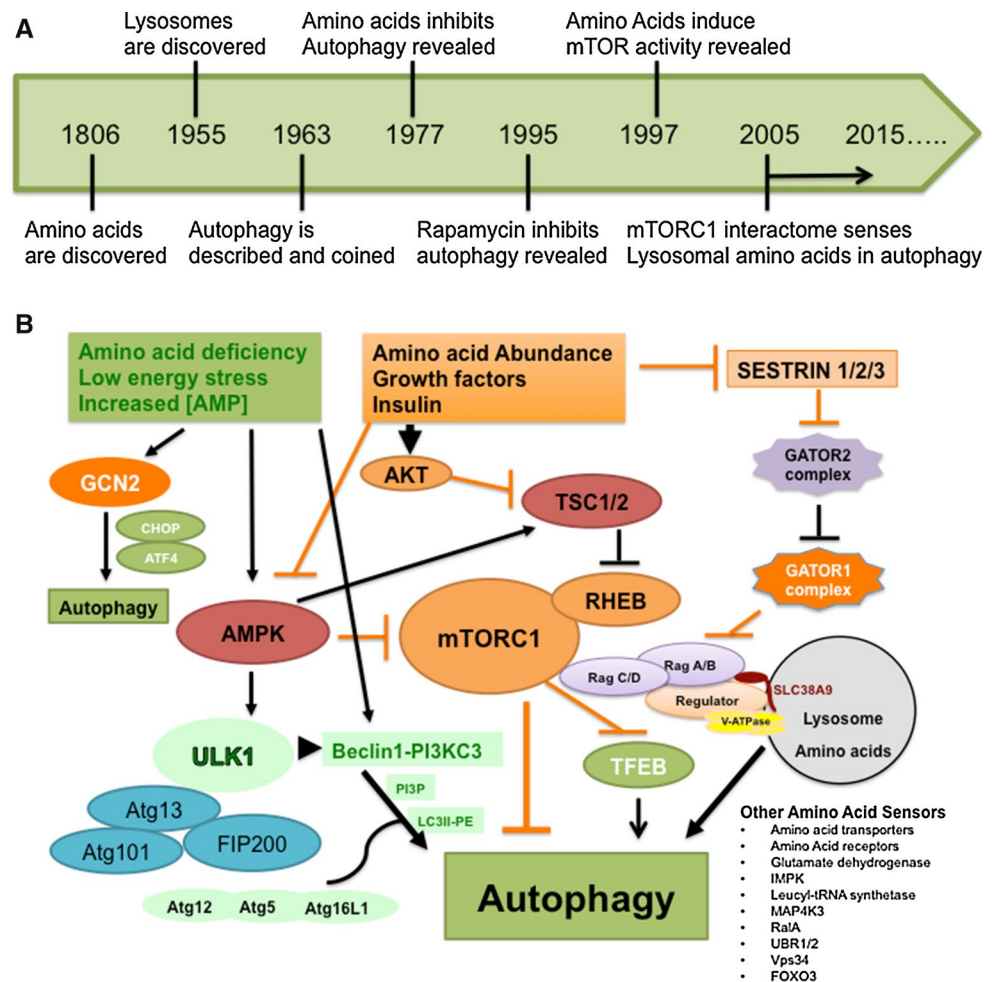 A
Lysosomes
are discovered
Amino acids inhibits
Autophagy revealed
Amino Acids induce
mTOR activity revealed
1806 1955 1963 1977 1995 1997 2005 2015.....
Amino acids
are discovered
Autophagy is
described and coined
Rapamycin inhibits
autophagy revealed
mTORC1 interactome senses
Lysosomal amino acids in autophagy
B
Amino acid deficiency
Low energy stress
Increased [AMP]
Amino acid Abundance
Growth factors
Insulin
SESTRIN 1/2/3
GCN2
AKT
GATOR2
complex
TSC1/2
CHOP
ATF4
GATOR1
complex
Autophagy
RHEB
AMPK
mTORC1
Rag A/B
Rag C/D
SLC38A9
Regulator
V-ATPase
Lysosome
Amino acids
ULK1
Beclin1-PI3KC3
TFEB
PI3P
LC3II-PE
Atg13
Atg101
FIP200
Atg12
Atg5
Atg16L1
Autophagy
Other Amino Acid Sensors
• Amino acid transporters
• Amino Acid receptors
• Glutamate dehydrogenase
• IMPK
• Leucyl-tRNA synthetase
• MAP4K3
• RalA
• UBR1/2
• Vps34
• FOXO3